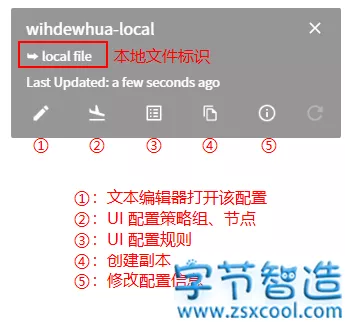 wihdewhua-local
➥ local file 本地文件标识
Last Updated: a few seconds ago
① ② ③ ④ ⑤
①：文本编辑器打开该配置
②：UI 配置策略组、节点
③：UI 配置规则
④：创建副本
⑤：修改配置信息
字节智造
www.zsxcool.com